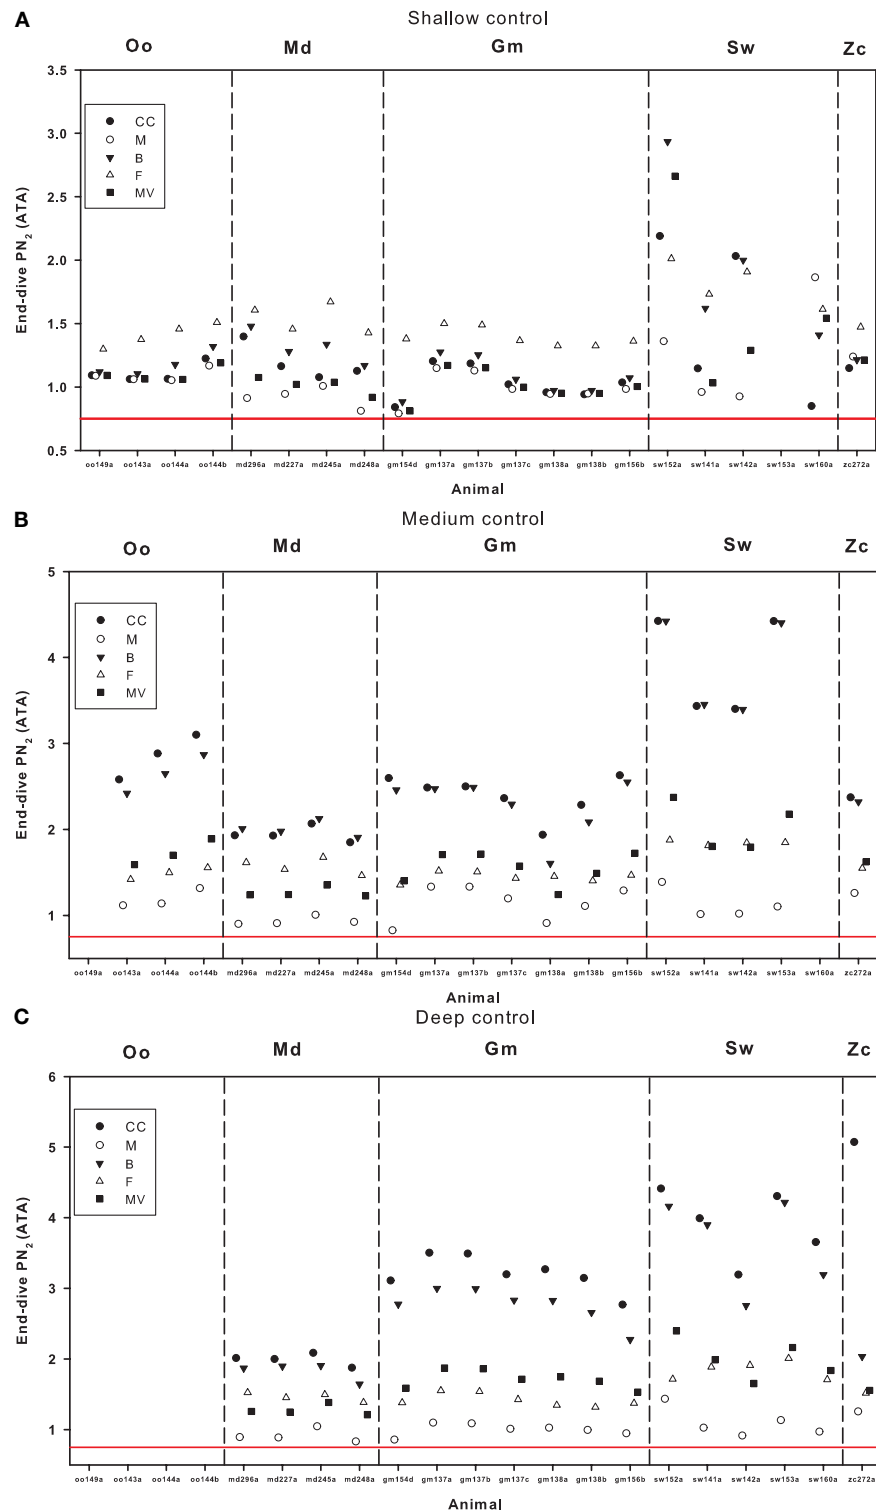 A
Shallow control
Oo Md Gm Sw Zc
3.5
3.0
2.5
2.0
1.5
1.0
0.5
End-dive PN2 (ATA)
CC
M
B
F
MV
oo149a oo143a oo144a oo144b md296a md227a md245a md248a gm154d gm137a gm137b gm137c gm138a gm138b gm156b sw152a sw141a sw142a sw153a sw160a zc272a
Animal
B
Medium control
Oo Md Gm Sw Zc
5
4
3
2
1
End-dive PN2 (ATA)
CC
M
B
F
MV
oo149a oo143a oo144a oo144b md296a md227a md245a md248a gm154d gm137a gm137b gm137c gm138a gm138b gm156b sw152a sw141a sw142a sw153a sw160a zc272a
Animal
C
Deep control
Oo Md Gm Sw Zc
6
5
4
3
2
1
End-dive PN2 (ATA)
CC
M
B
F
MV
oo149a oo143a oo144a oo144b md296a md227a md245a md248a gm154d gm137a gm137b gm137c gm138a gm138b gm156b sw152a sw141a sw142a sw153a sw160a zc272a
Animal